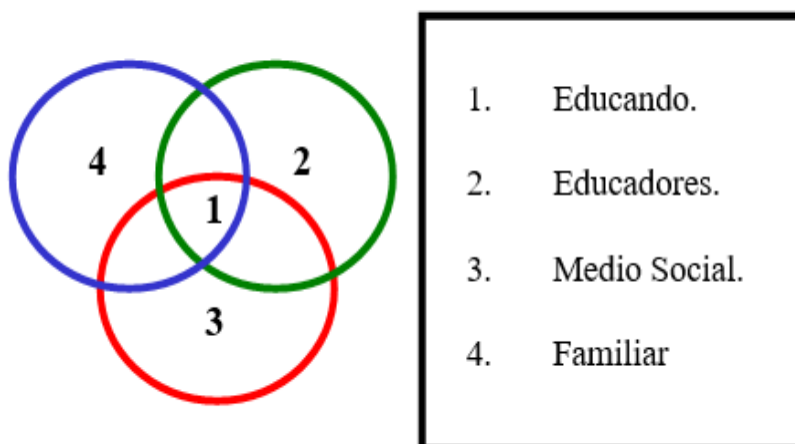 4
2
1
3
1. Educando.
2. Educadores.
3. Medio Social.
4. Familiar